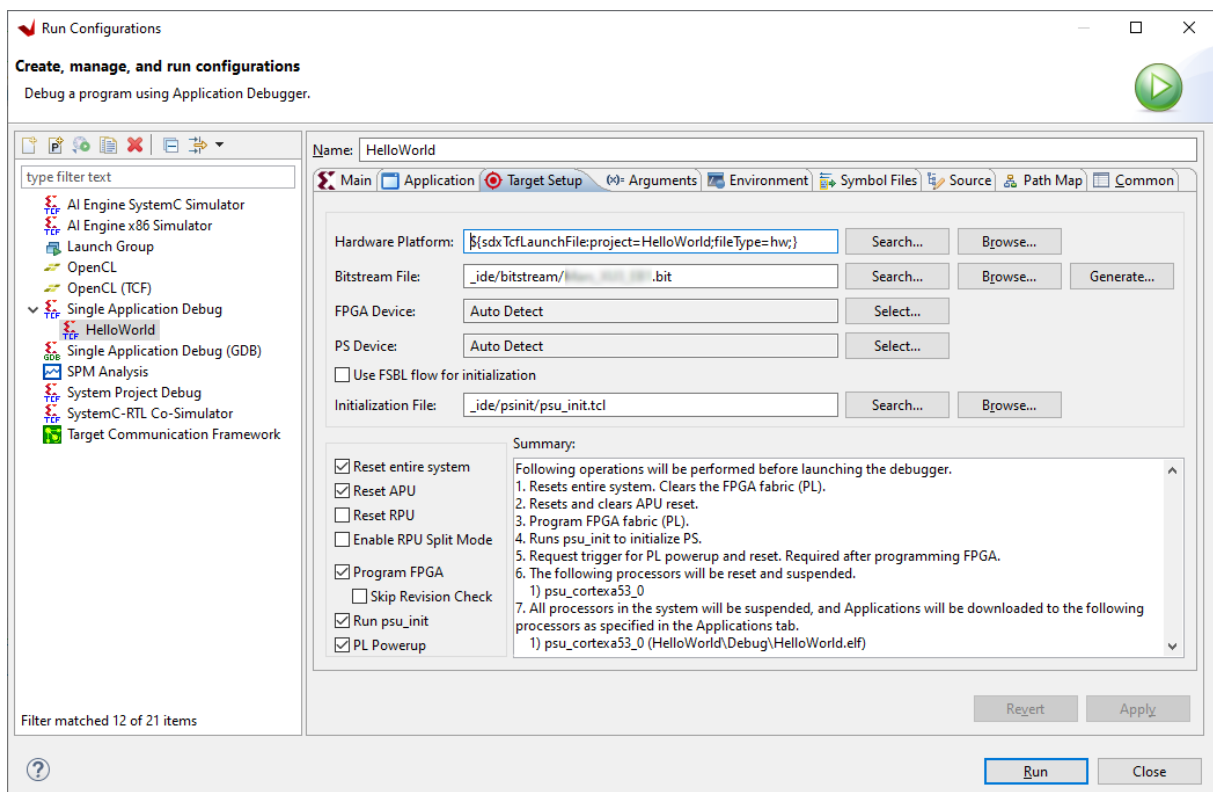 Run Configurations
Create, manage, and run configurations
Debug a program using Application Debugger.
type filter text
AI Engine SystemC Simulator
AI Engine x86 Simulator
Launch Group
OpenCL
OpenCL (TCF)
Single Application Debug
HelloWorld
Single Application Debug (GDB)
SPM Analysis
System Project Debug
SystemC-RTL Co-Simulator
Target Communication Framework
Filter matched 12 of 21 items
Name: HelloWorld
Main Application Target Setup (x)= Arguments Environment Symbol Files Source Path Map Common
Hardware Platform: ${sdxTcfLaunchFile:project=HelloWorld;fileType=hw;} Search... Browse...
Bitstream File: _ide/bitstream/ .bit Search... Browse... Generate...
FPGA Device: Auto Detect Select...
PS Device: Auto Detect Select...
Use FSBL flow for initialization
Initialization File: _ide/psinit/psu_init.tcl Search... Browse...
Reset entire system
Reset APU
Reset RPU
Enable RPU Split Mode
Program FPGA
Skip Revision Check
Run psu_init
PL Powerup
Summary:
Following operations will be performed before launching the debugger.
1. Resets entire system. Clears the FPGA fabric (PL).
2. Resets and clears APU reset.
3. Program FPGA fabric (PL).
4. Runs psu_init to initialize PS.
5. Request trigger for PL powerup and reset. Required after programming FPGA.
6. The following processors will be reset and suspended.
1) psu_cortexa53_0
7. All processors in the system will be suspended, and Applications will be downloaded to the following
processors as specified in the Applications tab.
1) psu_cortexa53_0 (HelloWorld\Debug\HelloWorld.elf)
Revert Apply
? Run Close